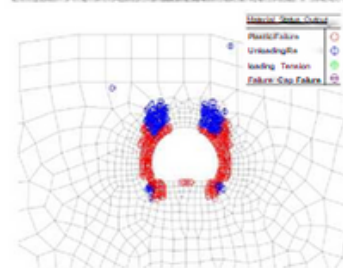 Material Status Output
Plastic Failure
Unloading/Re
loading Tension
Failure Cap Failure